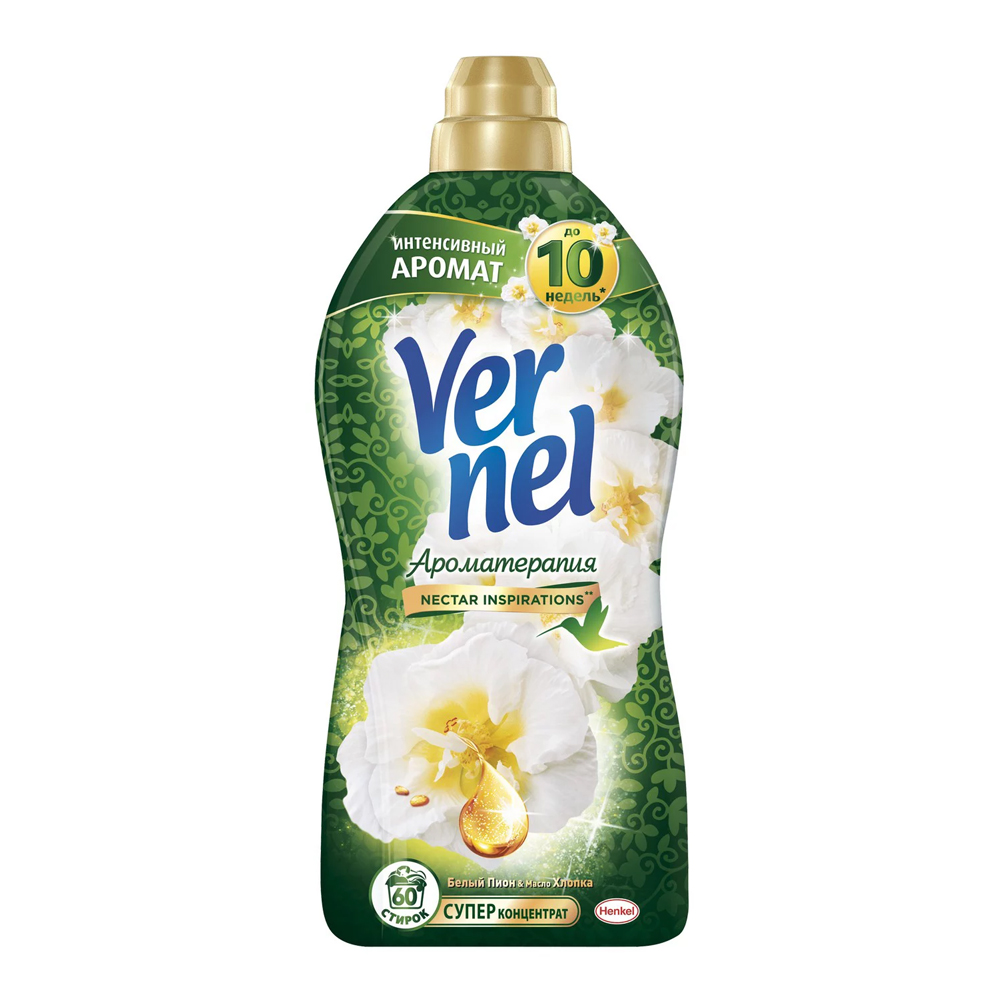 ИНТЕНСИВНЫЙ
АРОМАТ
до
10
недель*
Ver
nel
Ароматерапия
NECTAR INSPIRATIONS**
Белый Пион & Масло Хлопка
60
СТИРОК
СУПЕР КОНЦЕНТРАТ
Henkel